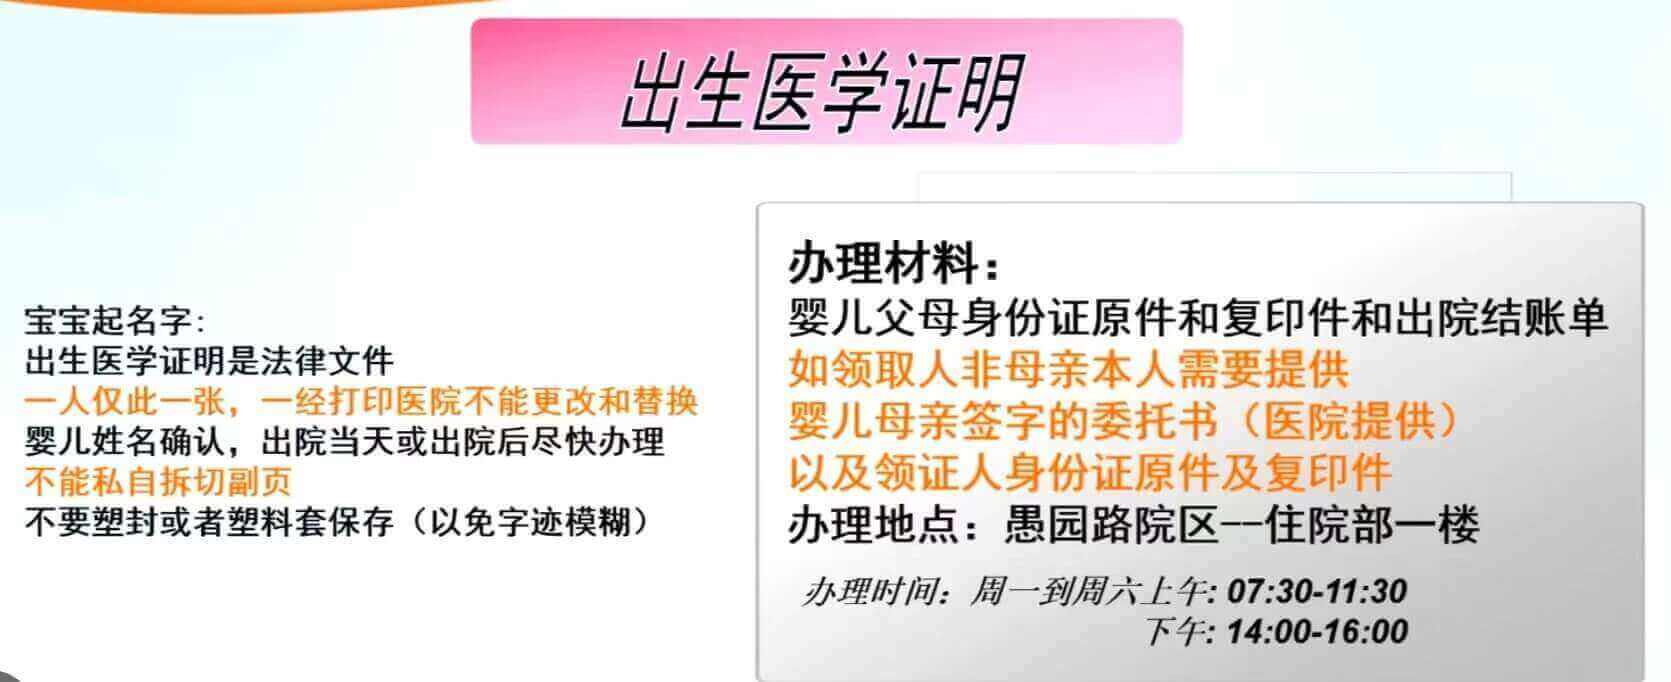 出生医学证明
宝宝起名字:
出生医学证明是法律文件
一人仅此一张，一经打印医院不能更改和替换
婴儿姓名确认，出院当天或出院后尽快办理
不能私自拆切副页
不要塑封或者塑料套保存（以免字迹模糊）
办理材料：
婴儿父母身份证原件和复印件和出院结账单
如领取人非母亲本人需要提供
婴儿母亲签字的委托书（医院提供）
以及领证人身份证原件及复印件
办理地点：愚园路院区--住院部一楼
办理时间：周一到周六上午: 07:30-11:30
下午: 14:00-16:00